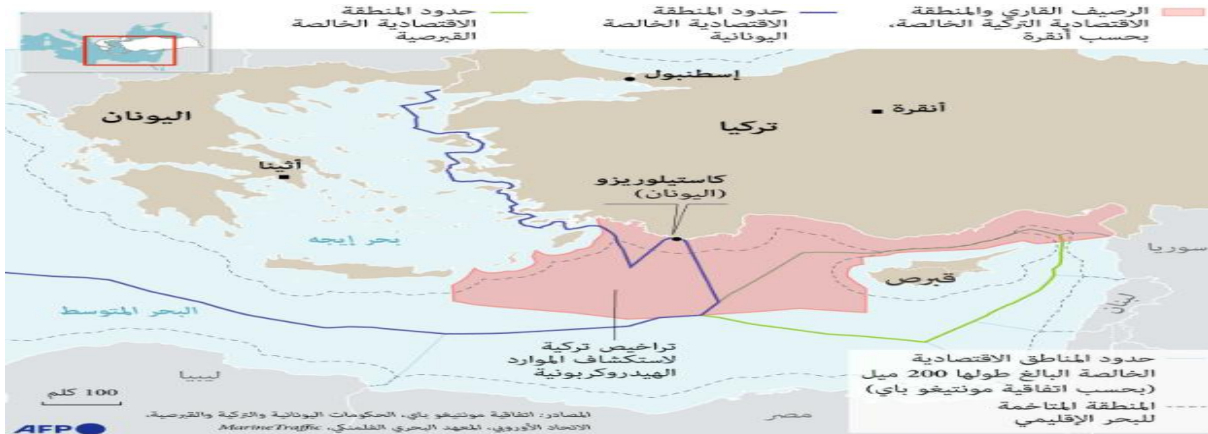 الرصيف القاري والمنطقة
الاقتصادية التركية الخالصة،
بحسب أنقرة
حدود المنطقة
الاقتصادية الخالصة
اليونانية
حدود المنطقة
الاقتصادية الخالصة
القبرصية
إسطنبول
أنقرة
تركيا
اليونان
أثينا
كاستيلوريزو
(اليونان)
بحر إيجه
سوريا
قبرص
لبنان
البحر المتوسط
تراخيص تركية
لاستكشاف الموارد
الهيدروكربونية
ليبيا
مصر
حدود المناطق الاقتصادية
الخالصة البالغ طولها 200 ميل
(بحسب اتفاقية مونتيغو باي)
المنطقة المتاخمة
للبحر الإقليمي
100 كلم
المصادر: اتفاقية مونتيغو باي، الحكومات اليونانية والتركية والقبرصية،
الاتحاد الأوروبي، المعهد البحري الفلمنكي، MarineTraffic
AFP